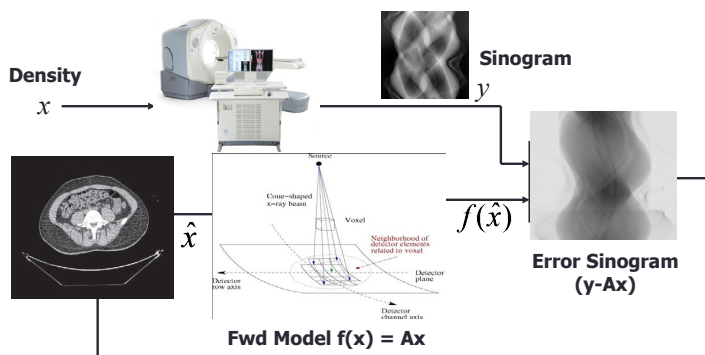 Density
x
Sinogram
y
Source
Cone−shaped
x−ray beam
Voxel
Neighborhood of
detector elements
related to voxel
Detector
row axis
Detector
plane
Detector
channel axis
x̂
f(x̂)
Error Sinogram
(y-Ax)
Fwd Model f(x) = Ax